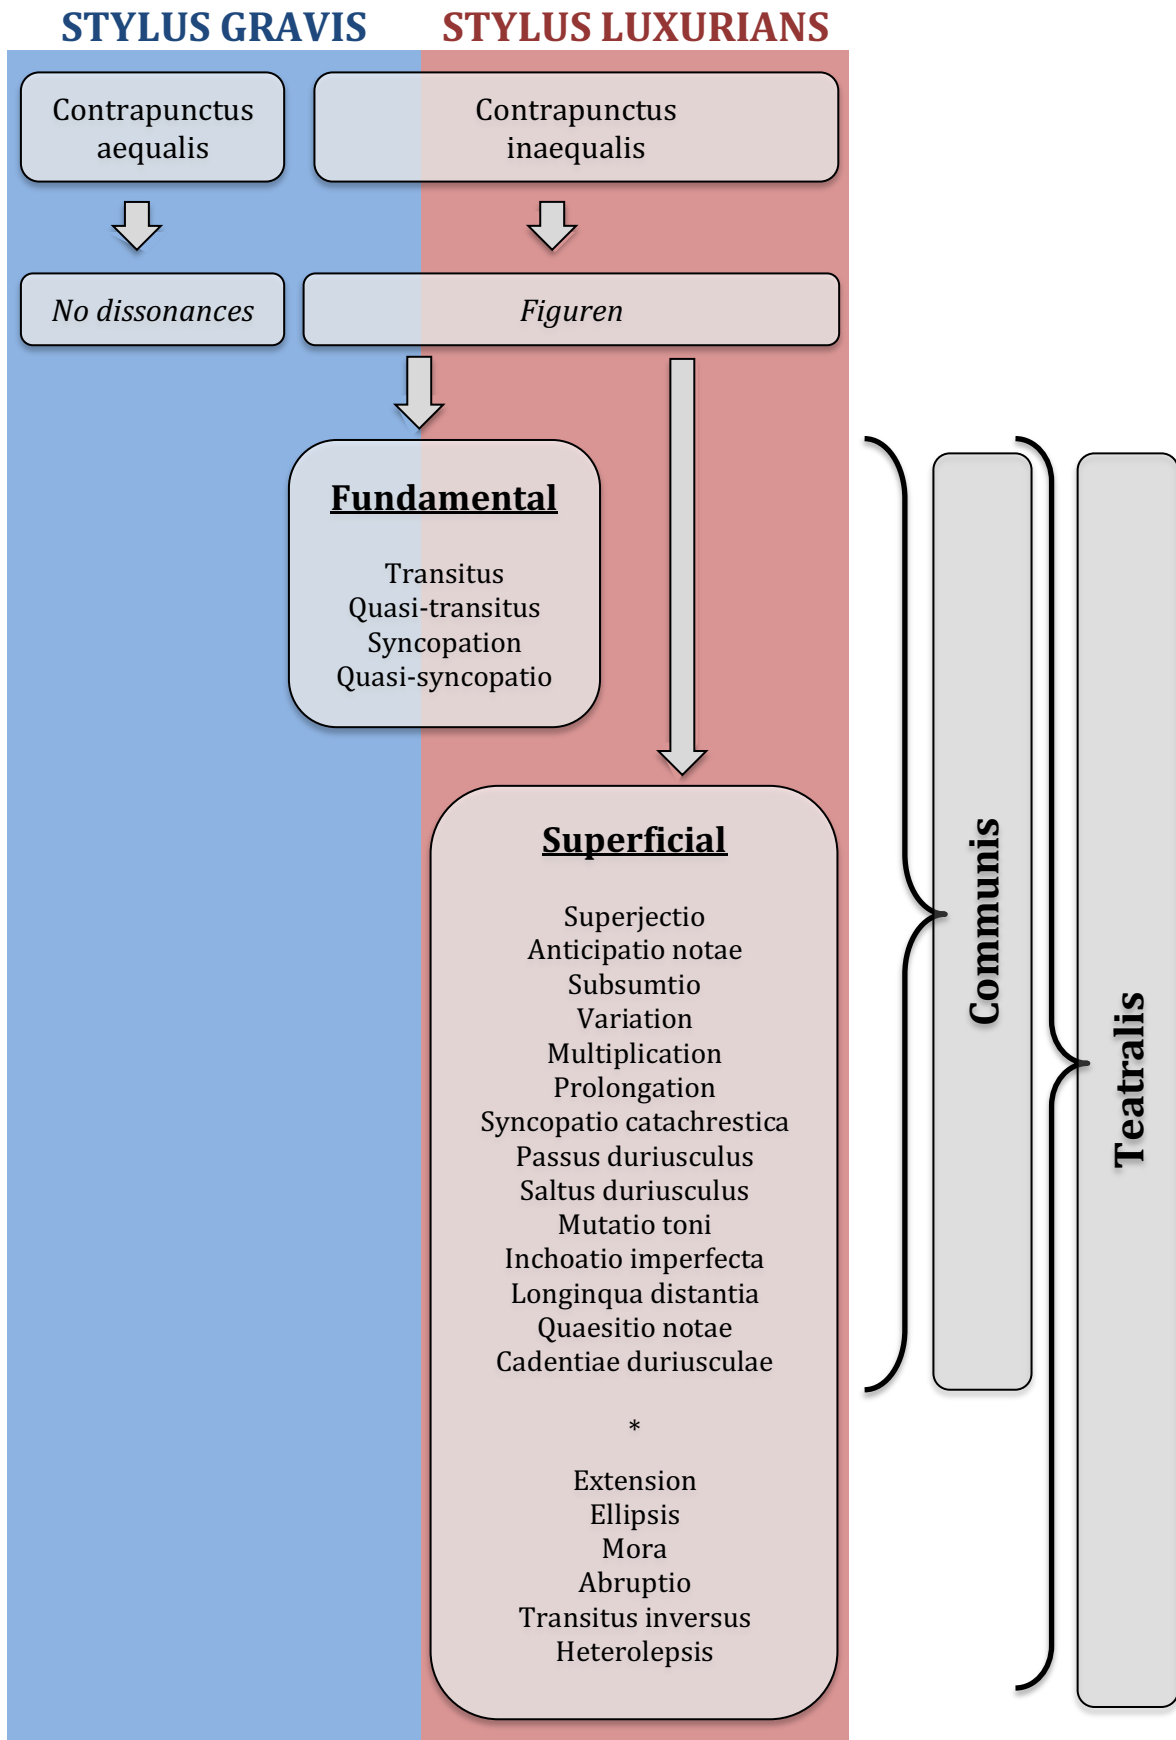 STYLUS GRAVIS
STYLUS LUXURIANS
Contrapunctus
aequalis
Contrapunctus
inaequalis
No dissonances
Figuren
Fundamental
Transitus
Quasi-transitus
Syncopation
Quasi-syncopatio
Superficial
Superjectio
Anticipatio notae
Subsumtio
Variation
Multiplication
Prolongation
Syncopatio catachrestica
Passus duriusculus
Saltus duriusculus
Mutatio toni
Inchoatio imperfecta
Longinqua distantia
Quaesitio notae
Cadentiae duriusculae
*
Extension
Ellipsis
Mora
Abruptio
Transitus inversus
Heterolepsis
Communis
Teatralis